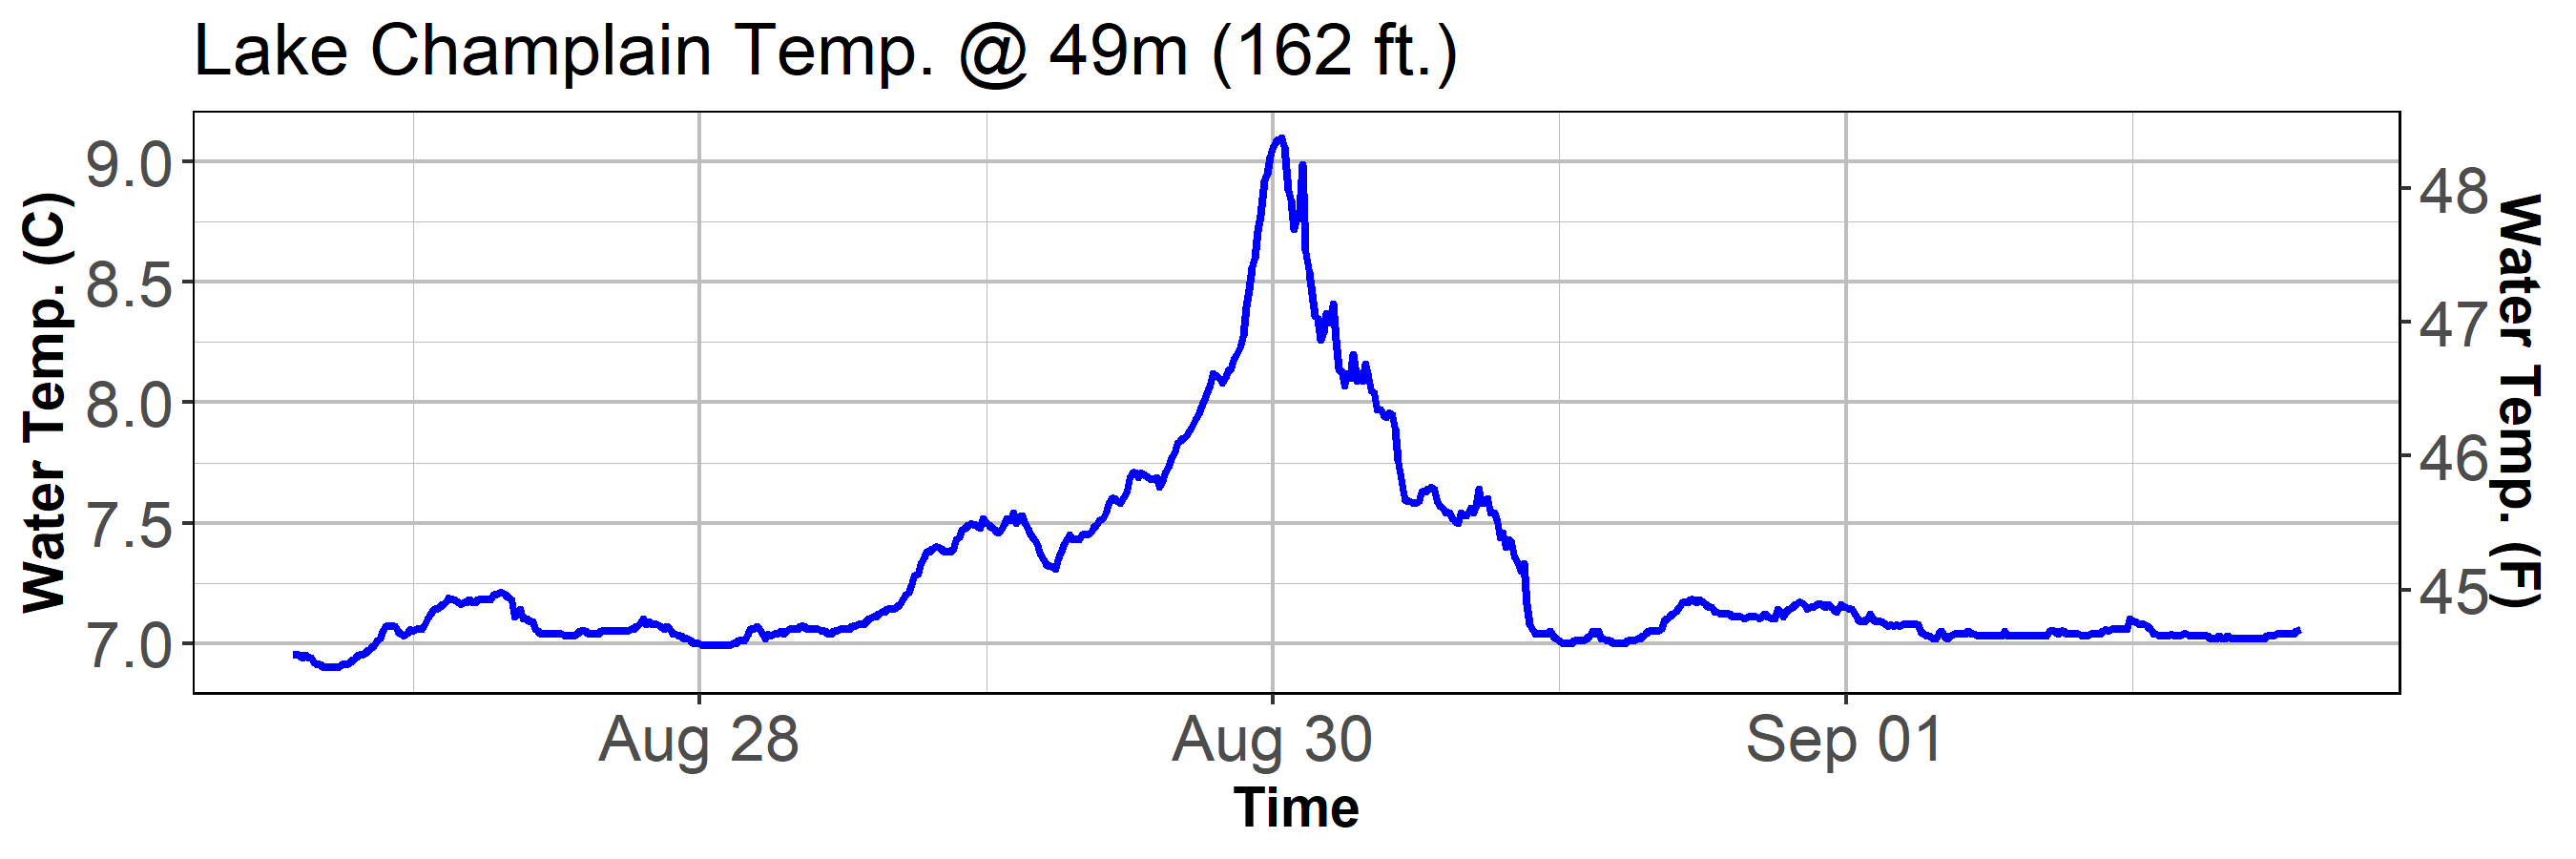 Lake Champlain Temp. @ 49m (162 ft.)
Water Temp. (C)
9.0
8.5
8.0
7.5
7.0
48
47
46
45
Water Temp. (F)
Aug 28 Aug 30 Sep 01
Time